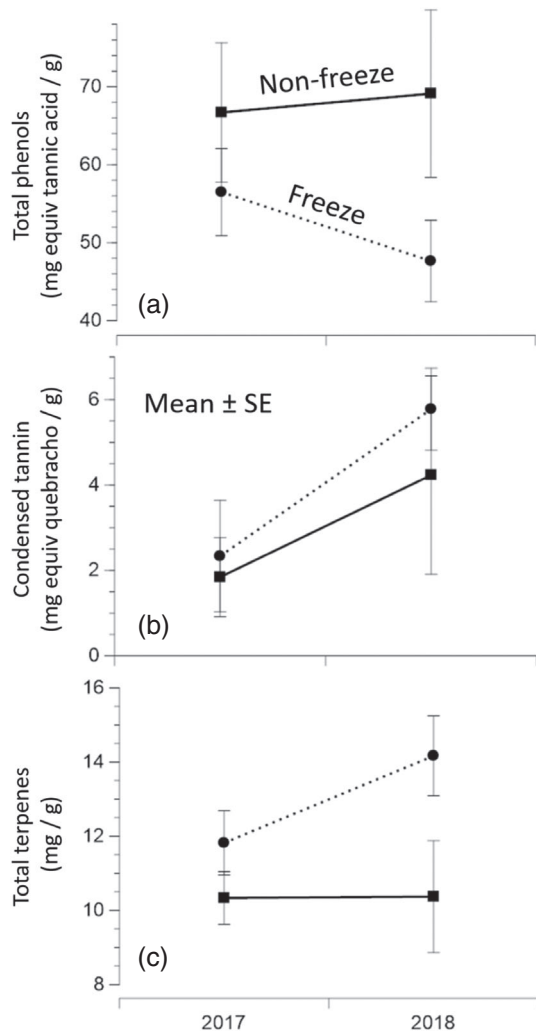 Total phenols
(mg equiv tannic acid / g)
70
60
50
40
Non-freeze
Freeze
(a)
Condensed tannin
(mg equiv quebracho / g)
6
4
2
0
Mean ± SE
(b)
Total terpenes
(mg / g)
16
14
12
10
8
(c)
2017 2018